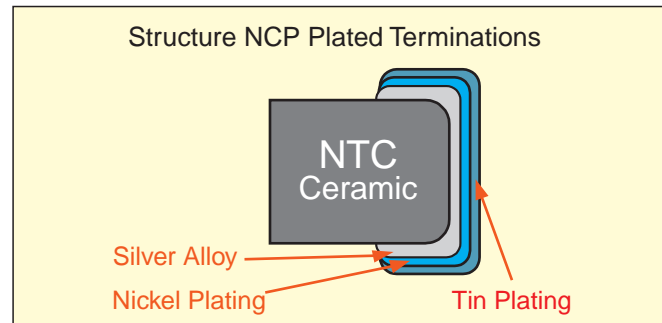 Structure NCP Plated Terminations
NTC
Ceramic
Silver Alloy
Nickel Plating
Tin Plating